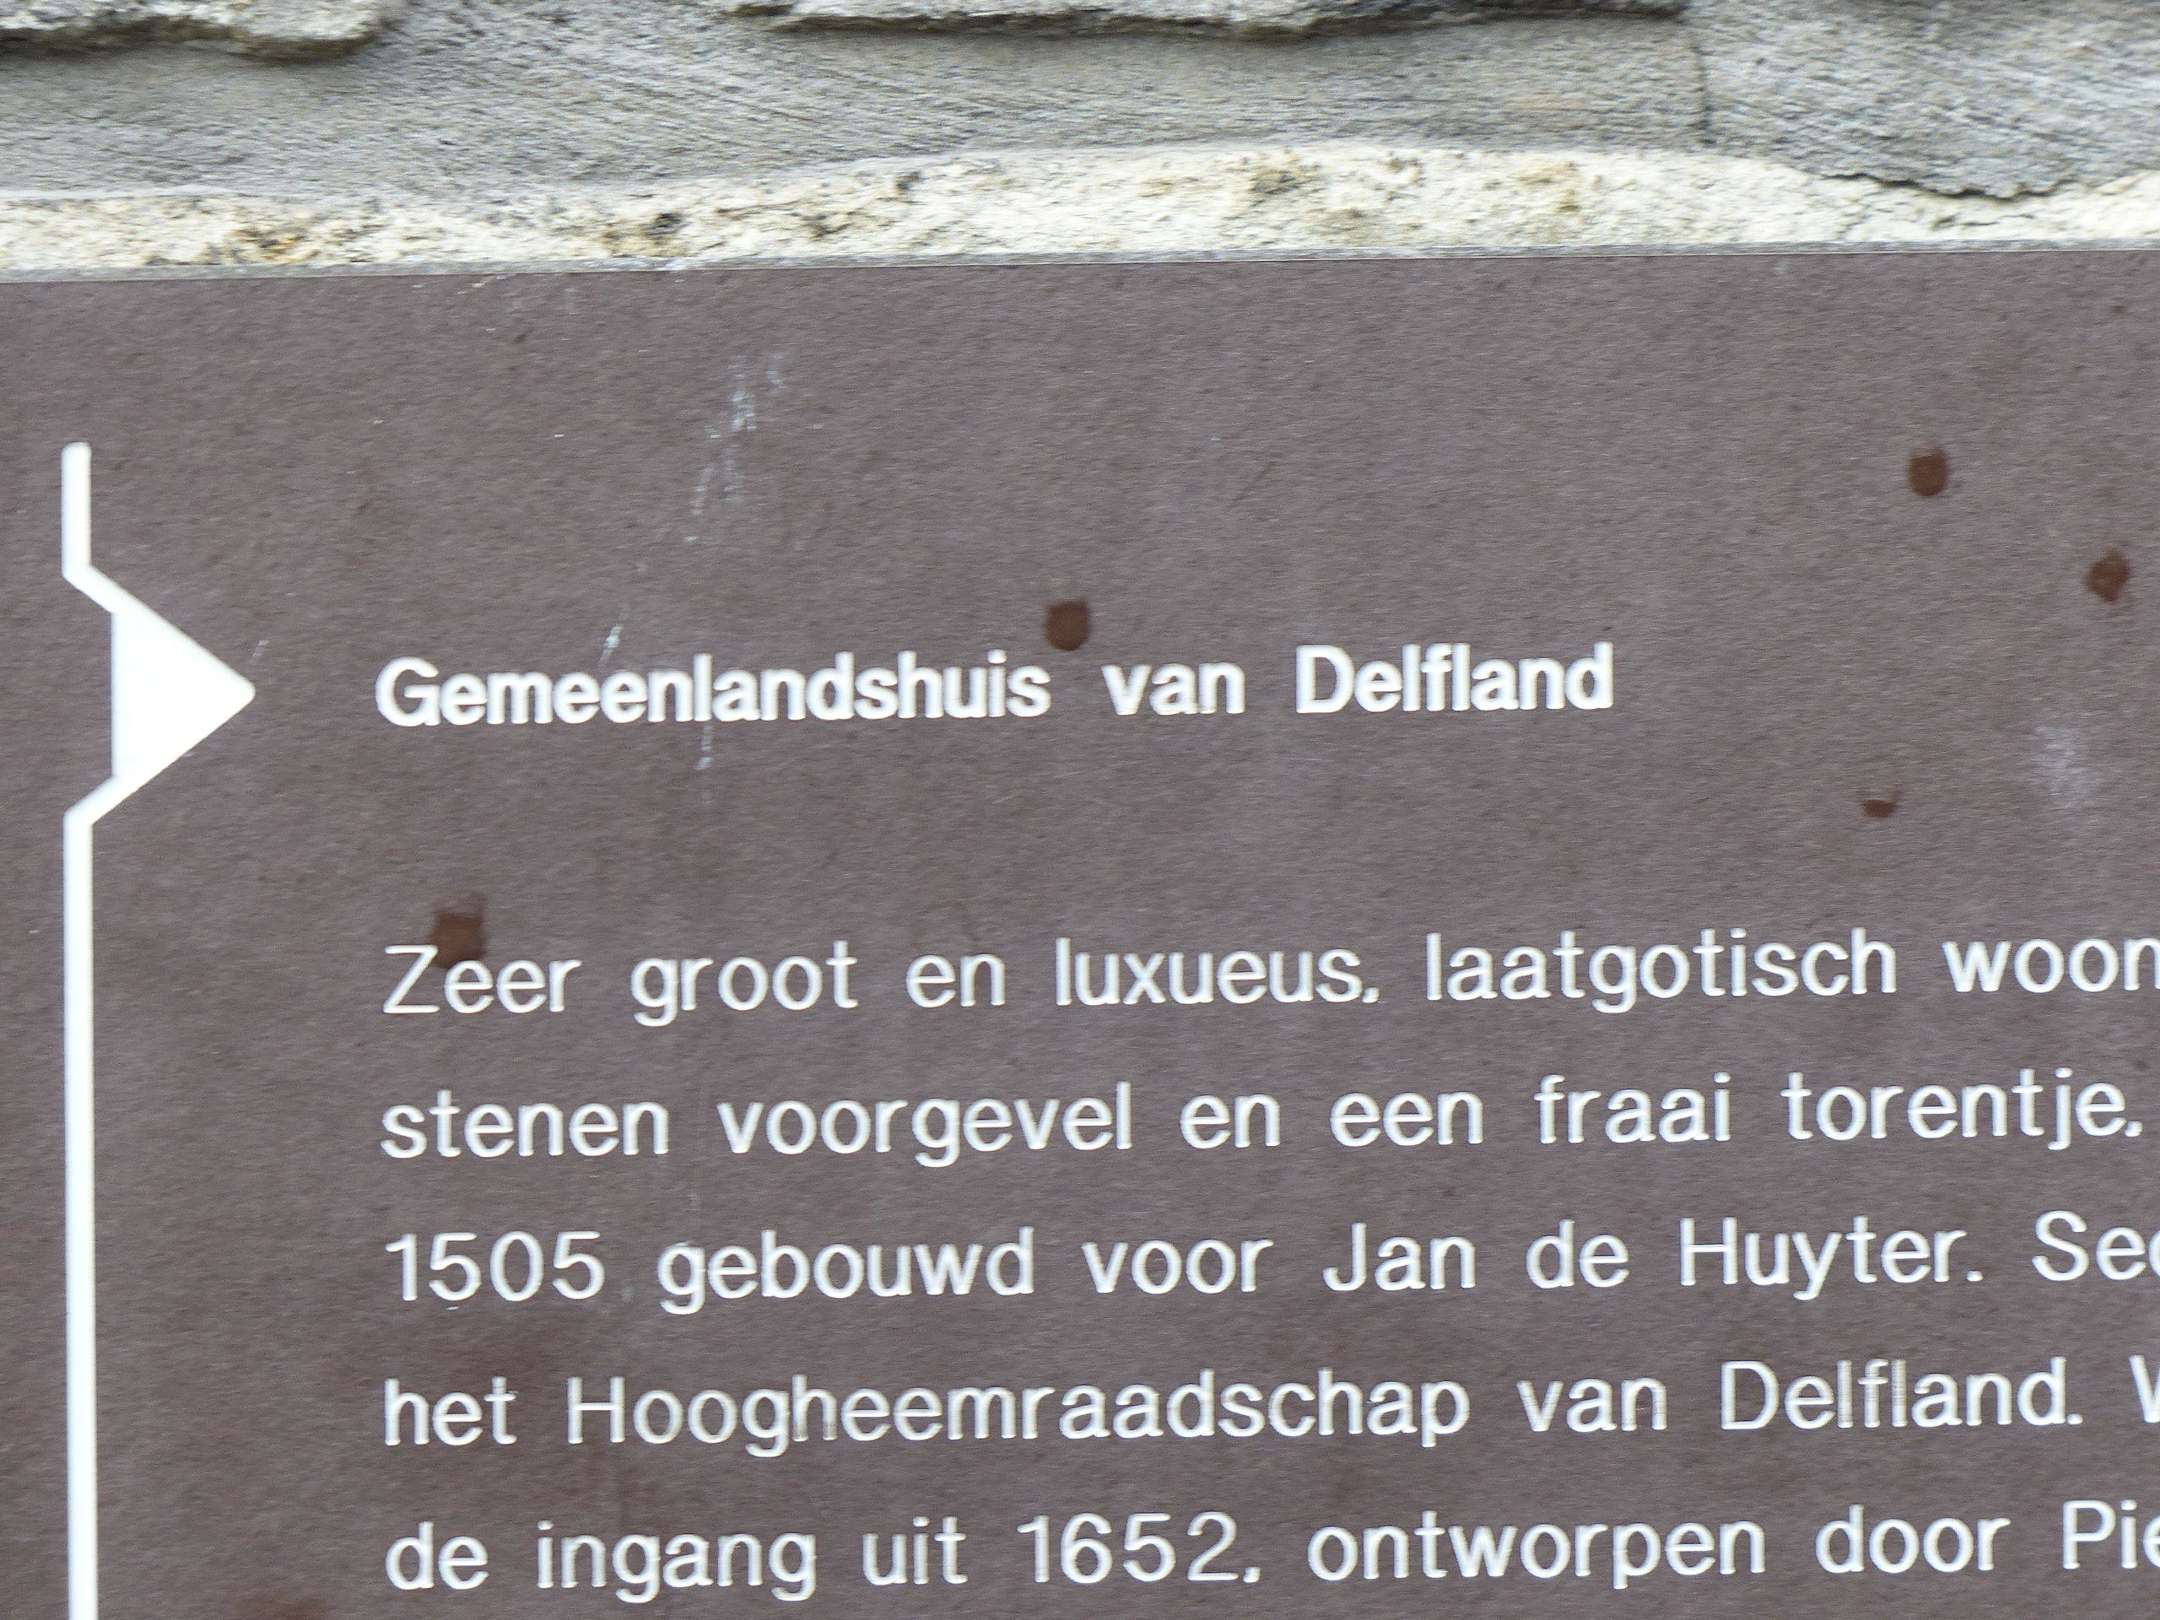 Gemeenlandshuis van Delfland
Zeer groot en luxueus, laatgotisch woon
stenen voorgevel en een fraai torentje.
1505 gebouwd voor Jan de Huyter.
het Hoogheemraadschap van Delfland.
de ingang uit 1652, ontworpen door